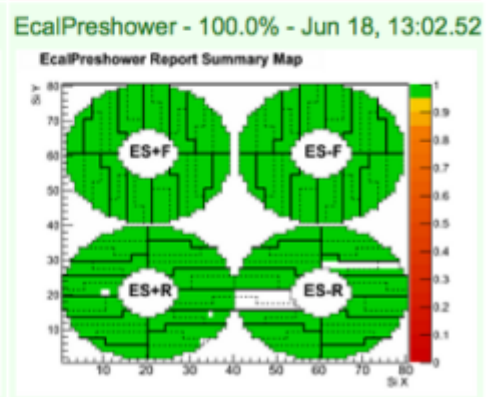 EcalPreshower - 100.0% - Jun 18, 13:02.52
EcalPreshower Report Summary Map
Si Y
80
70
60
50
40
30
20
10
ES+F
ES-F
ES+R
ES-R
1
0.9
0.8
0.7
0.6
0.5
0.4
0.3
0.2
0.1
0
10 20 30 40 50 60 70 80
Si X